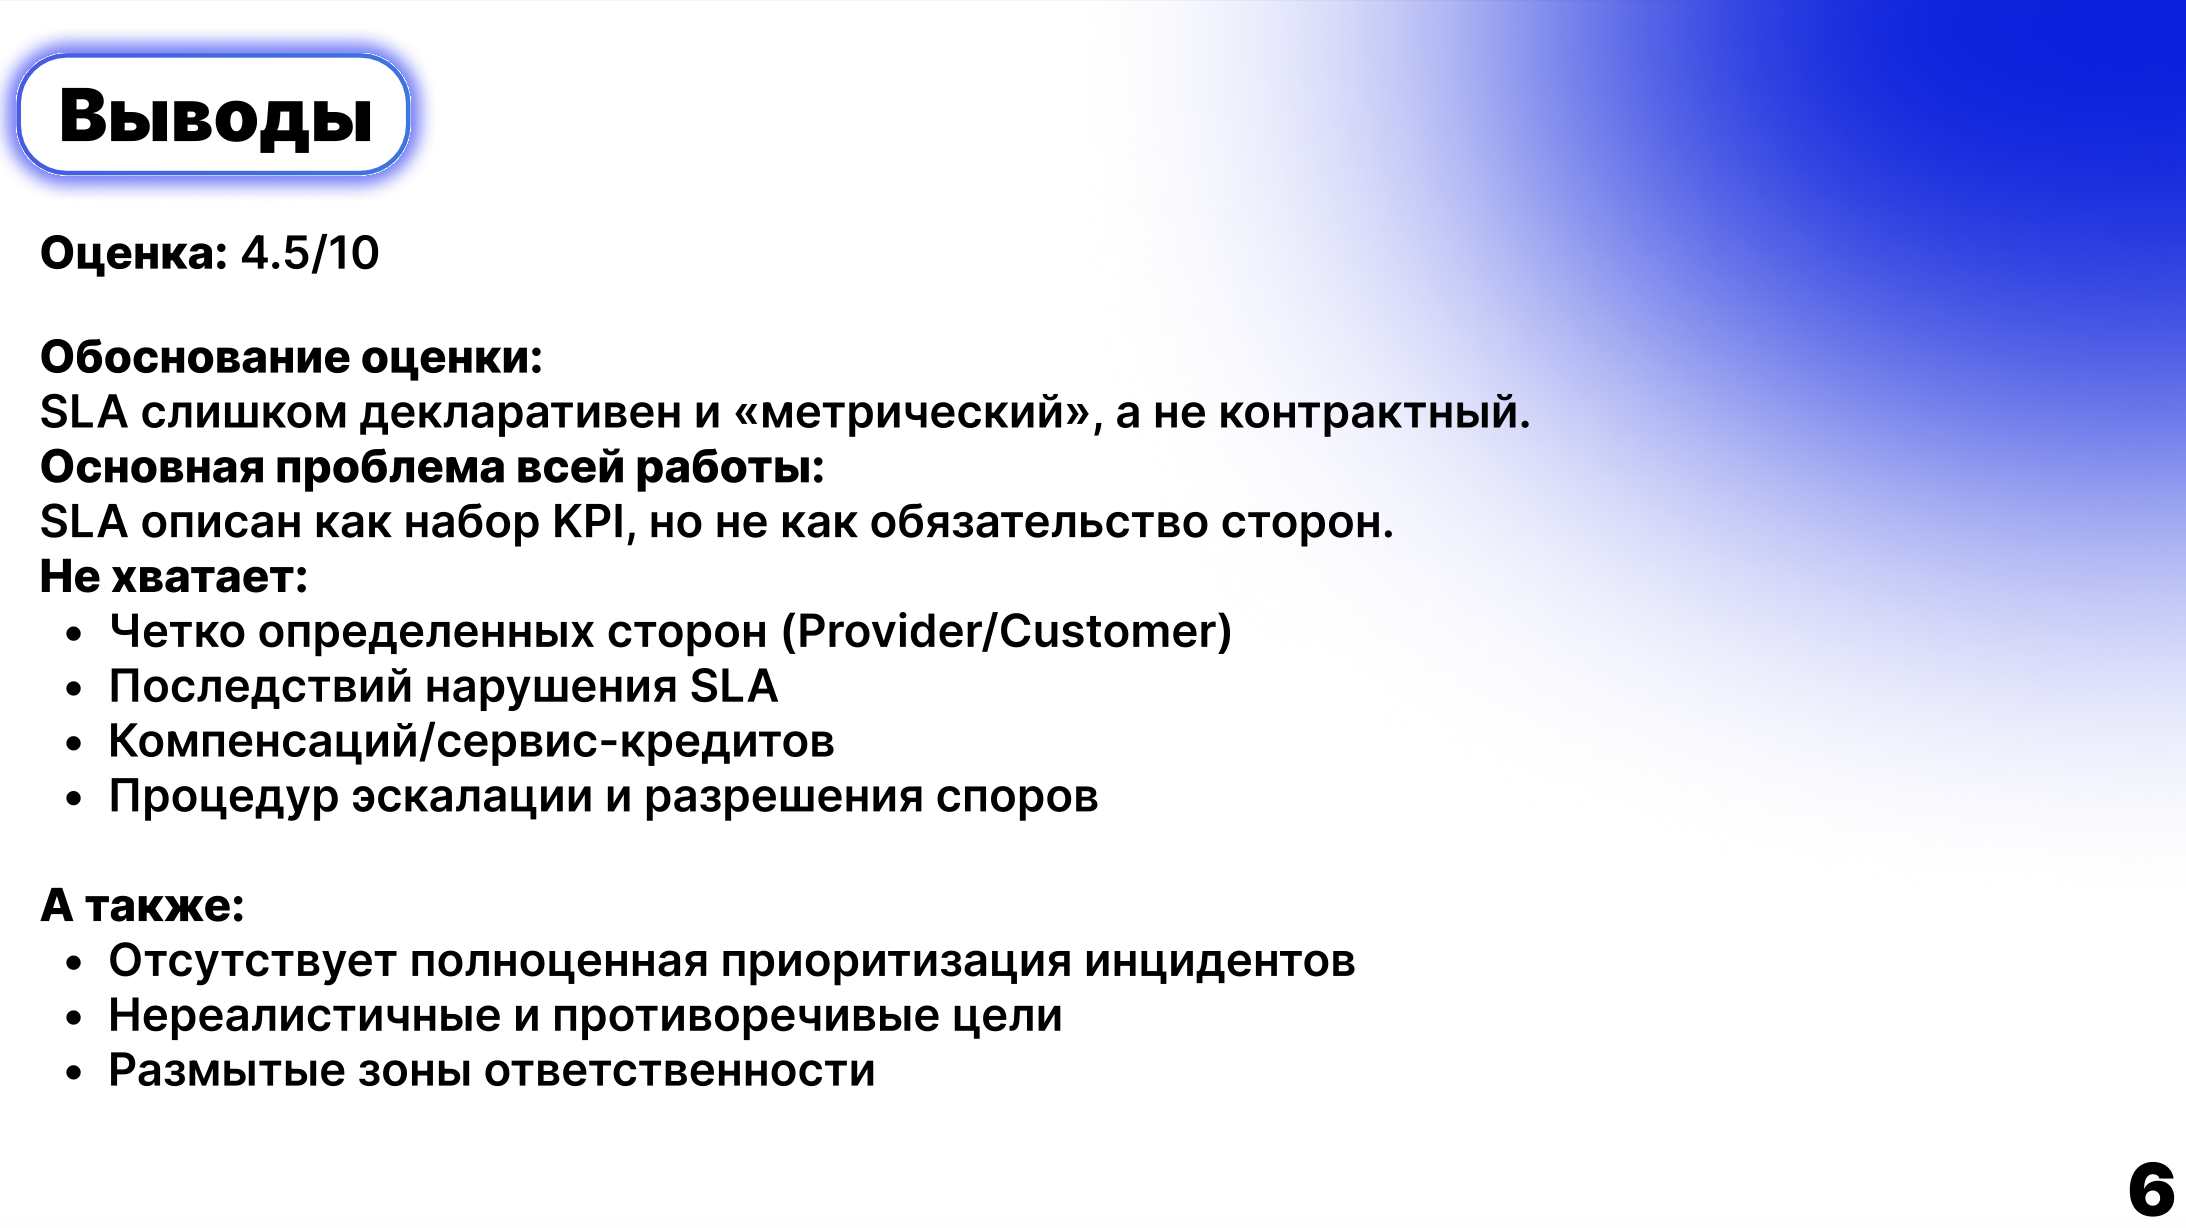 Выводы
Оценка: 4.5/10
Обоснование оценки:
SLA слишком декларативен и «метрический», а не контрактный.
Основная проблема всей работы:
SLA описан как набор KPI, но не как обязательство сторон.
Не хватает:
• Четко определенных сторон (Provider/Customer)
• Последствий нарушения SLA
• Компенсаций/сервис-кредитов
• Процедур эскалации и разрешения споров
А также:
• Отсутствует полноценная приоритизация инцидентов
• Нереалистичные и противоречивые цели
• Размытые зоны ответственности
6